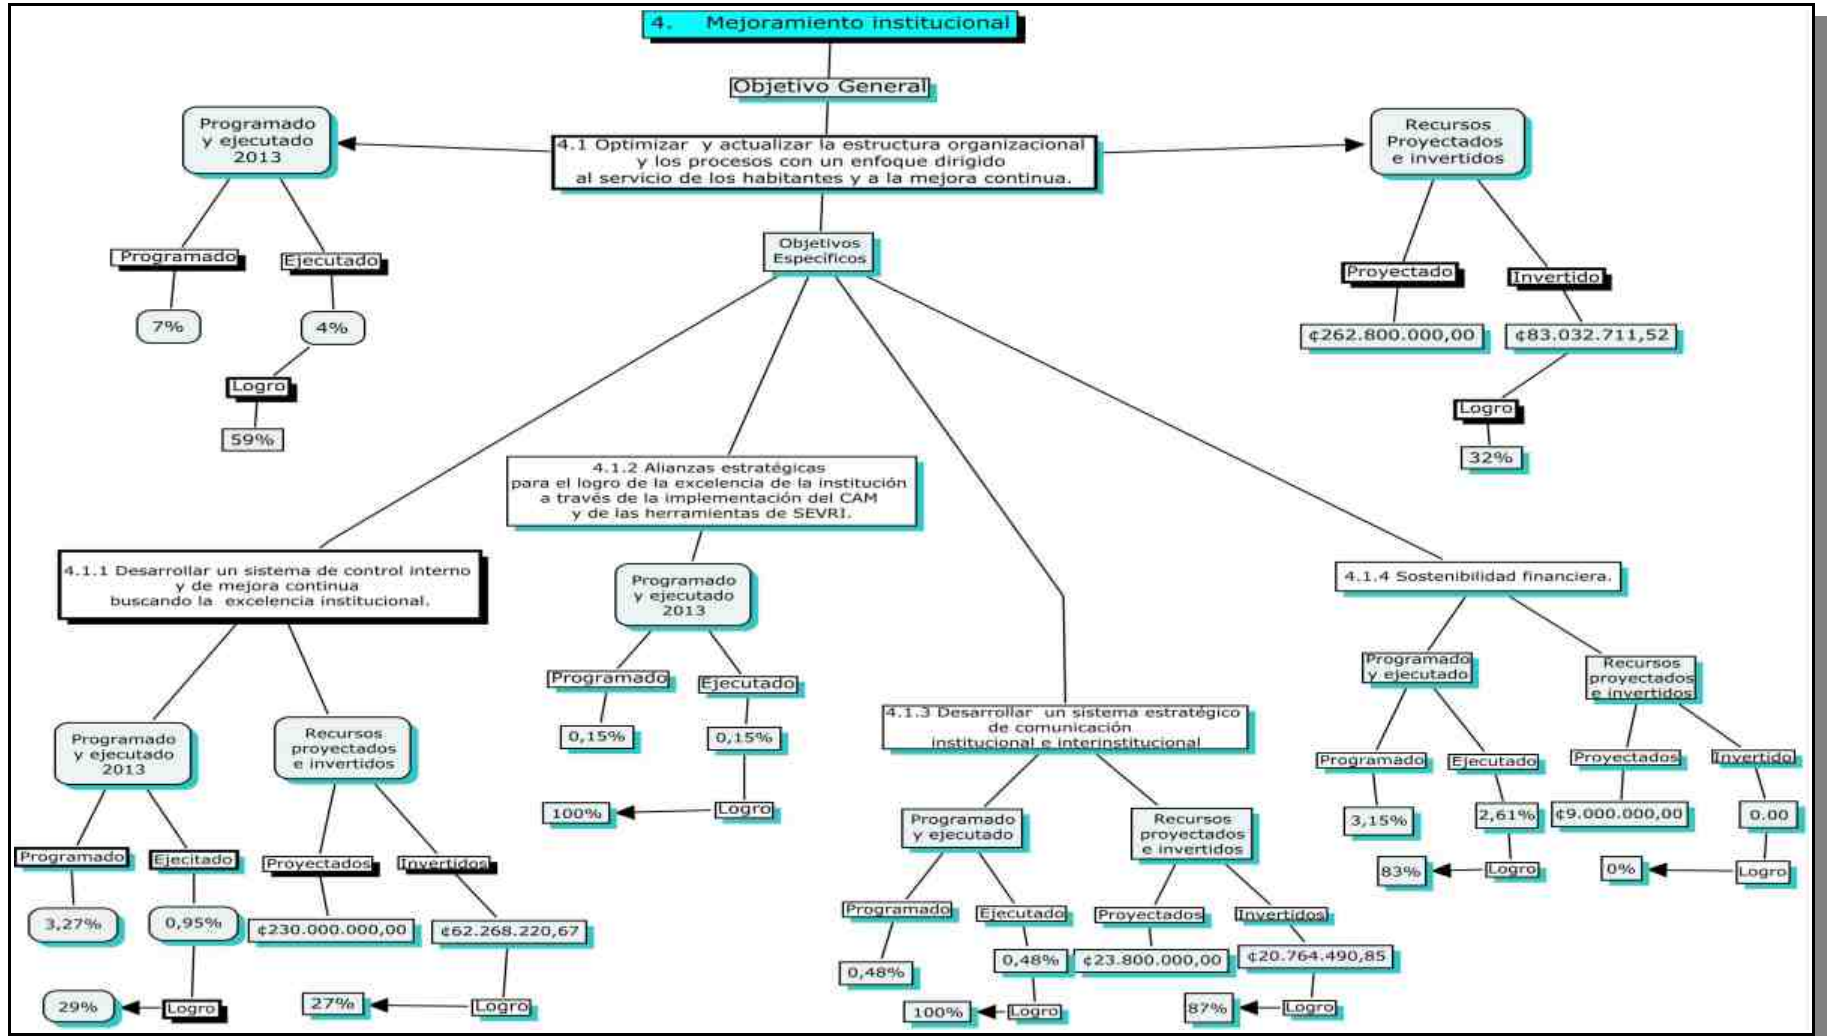 4. Mejoramiento institucional
Objetivo General
4.1 Optimizar y actualizar la estructura organizacional
y los procesos con un enfoque dirigido
al servicio de los habitantes y a la mejora continua.
Programado
y ejecutado
2013
Programado
7%
Ejecutado
4%
Logro
59%
Recursos
Proyectados
e invertidos
Proyectado
¢262.800.000,00
Invertido
¢83.032.711,52
Logro
32%
Objetivos
Específicos
4.1.1 Desarrollar un sistema de control interno
y de mejora continua
buscando la excelencia institucional.
Programado
y ejecutado
2013
Programado
3,27%
Ejecitado
0,95%
Logro
29%
Recursos
proyectados
e invertidos
Proyectados
¢230.000.000,00
Invertidos
¢62.268.220,67
Logro
27%
4.1.2 Alianzas estratégicas
para el logro de la excelencia de la institución
a través de la implementación del CAM
y de las herramientas de SEVRI.
Programado
y ejecutado
2013
Programado
0,15%
Ejecutado
0,15%
Logro
100%
4.1.3 Desarrollar un sistema estratégico
de comunicación
institucional e interinstitucional
Programado
y ejecutado
Programado
0,48%
Ejecutado
0,48%
Logro
100%
Recursos
proyectados
e invertidos
Proyectados
¢23.800.000,00
Invertidos
¢20.764.490,85
Logro
87%
4.1.4 Sostenibilidad financiera.
Programado
y ejecutado
Programado
3,15%
Ejecutado
2,61%
Logro
83%
Recursos
proyectados
e invertidos
Proyectados
¢9.000.000,00
Invertido
0.00
Logro
0%